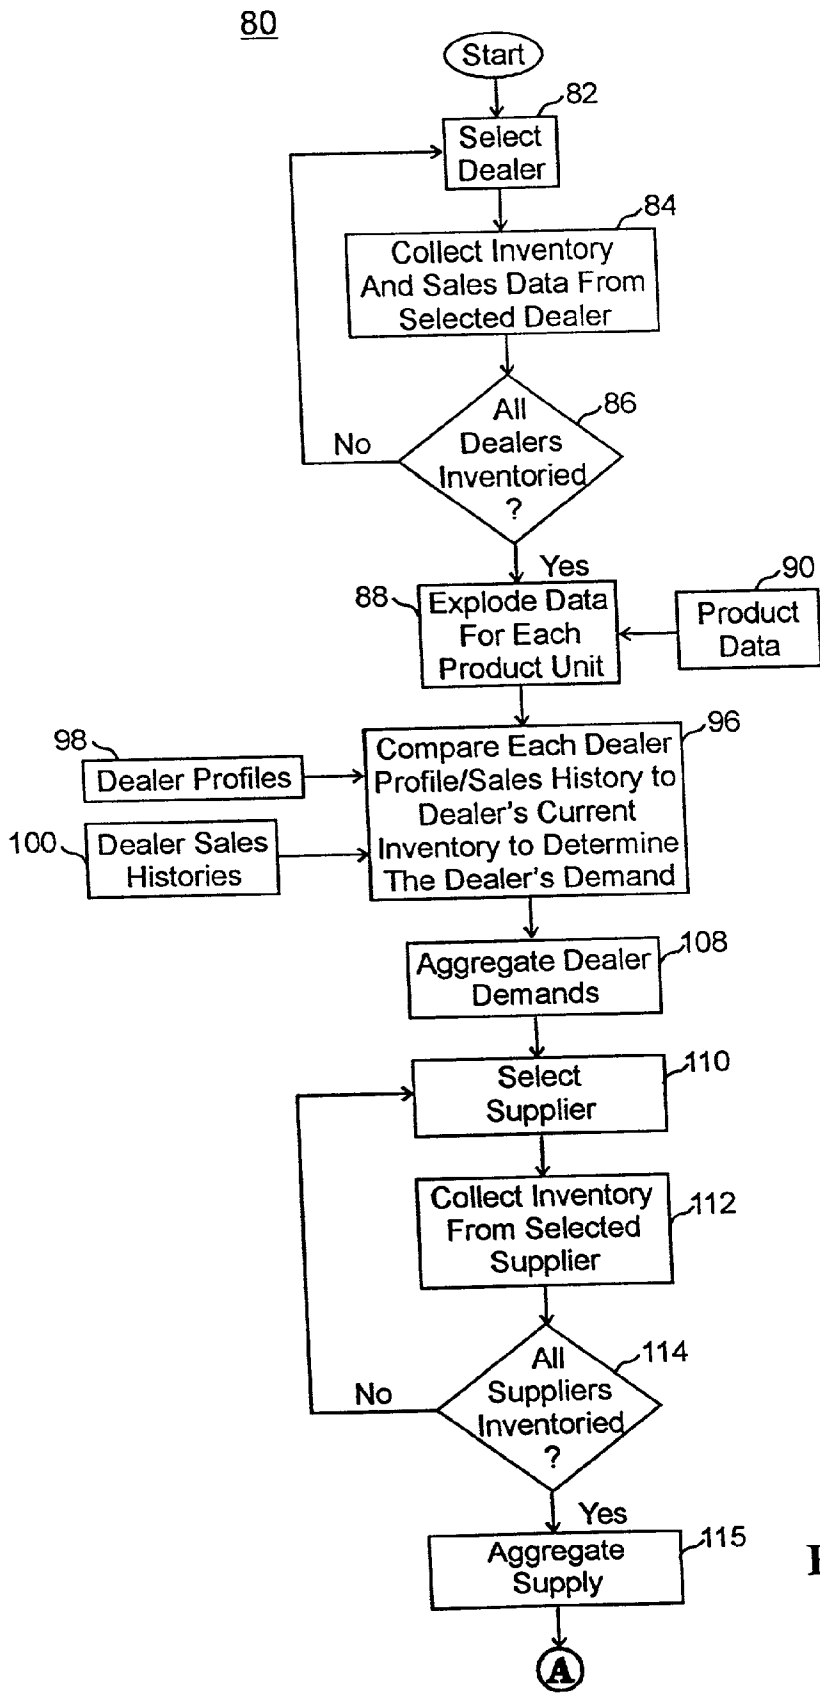 80
Start
82
Select
Dealer
84
Collect Inventory
And Sales Data From
Selected Dealer
86
All
Dealers
Inventoried
?
No
Yes
88
Explode Data
For Each
Product Unit
90
Product
Data
96
Compare Each Dealer
Profile/Sales History to
Dealer's Current
Inventory to Determine
The Dealer's Demand
98
Dealer Profiles
100
Dealer Sales
Histories
108
Aggregate Dealer
Demands
110
Select
Supplier
112
Collect Inventory
From Selected
Supplier
114
All
Suppliers
Inventoried
?
No
Yes
115
Aggregate
Supply
A